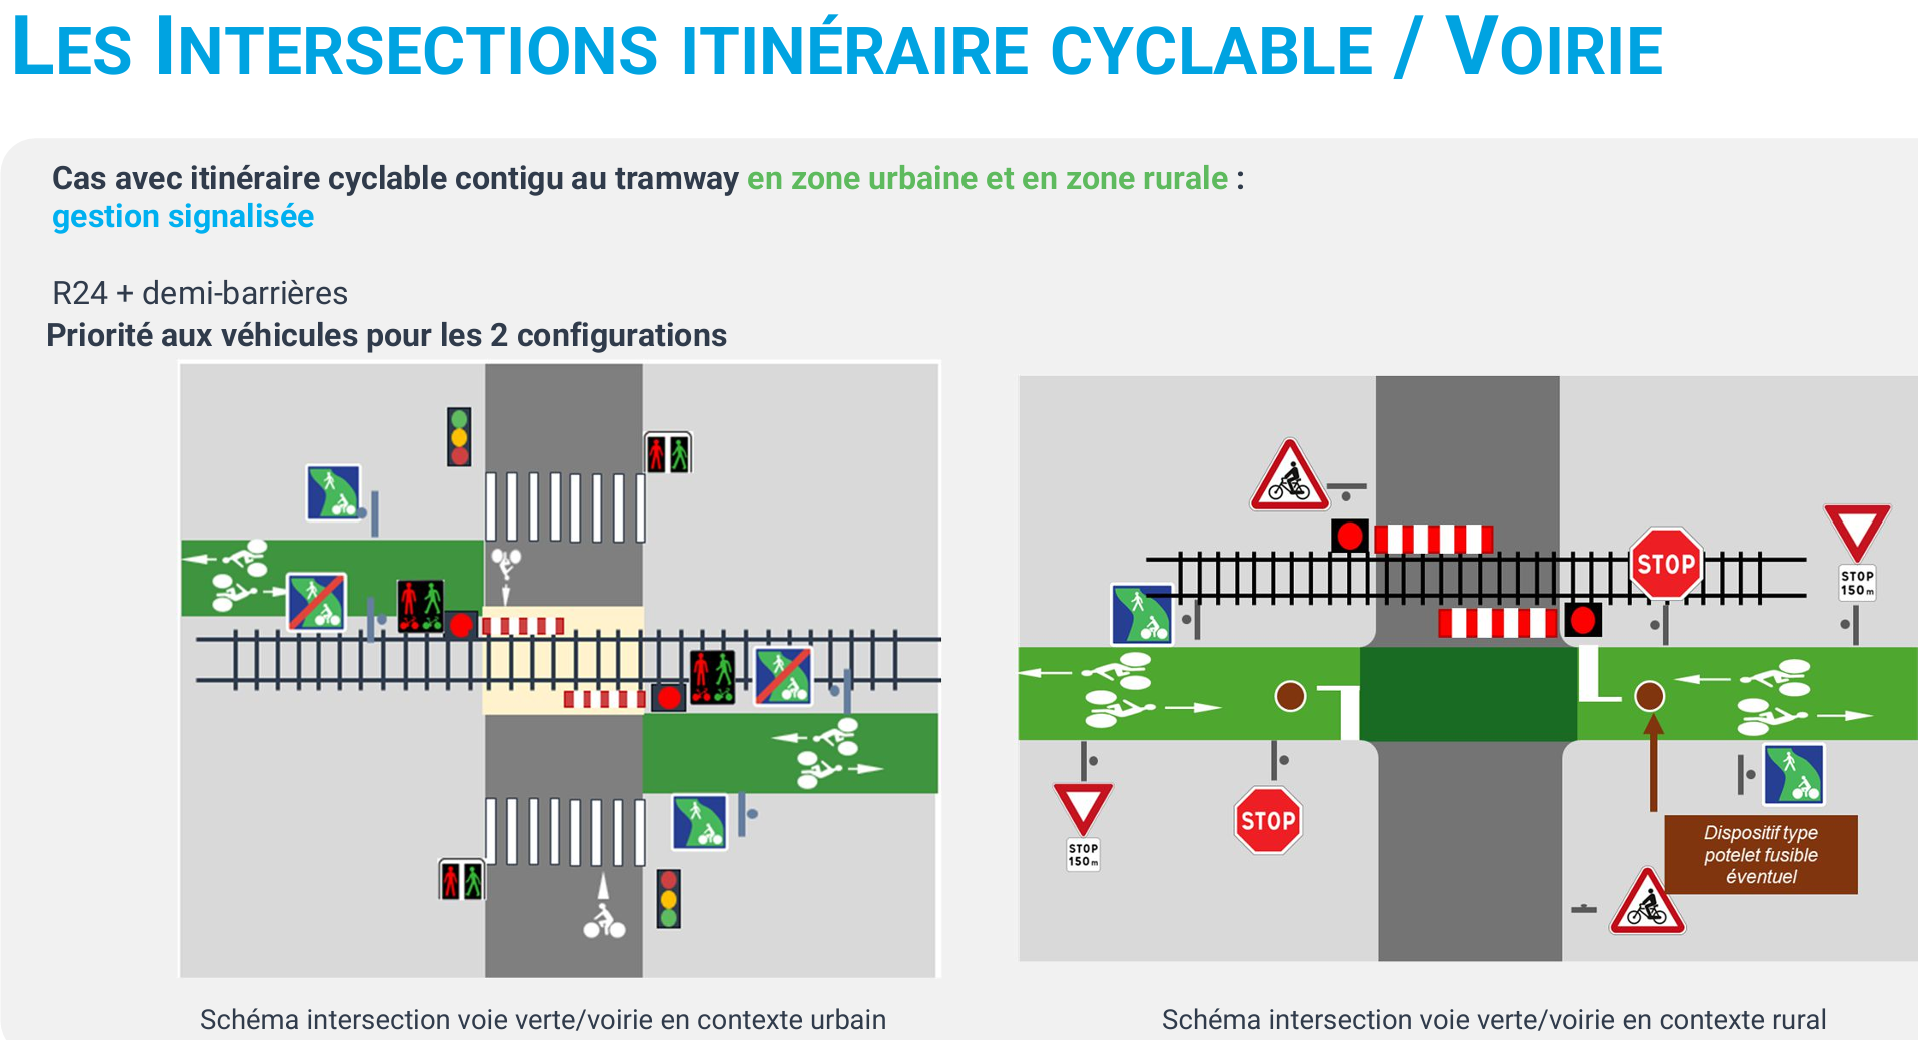 LES INTERSECTIONS ITINÉRAIRE CYCLABLE / VOIRIE
Cas avec itinéraire cyclable contigu au tramway en zone urbaine et en zone rurale :
gestion signalisée
R24 + demi-barrières
Priorité aux véhicules pour les 2 configurations
STOP
STOP
150m
STOP
150m
STOP
Dispositif type
potelet fusible
éventuel
Schéma intersection voie verte/voirie en contexte urbain
Schéma intersection voie verte/voirie en contexte rural